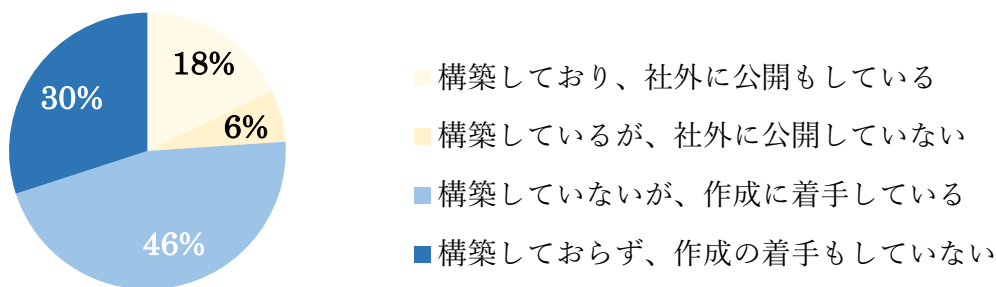 18%
6%
46%
30%
構築しており、社外に公開もしている
構築しているが、社外に公開していない
構築していないが、作成に着手している
構築しておらず、作成の着手もしていない